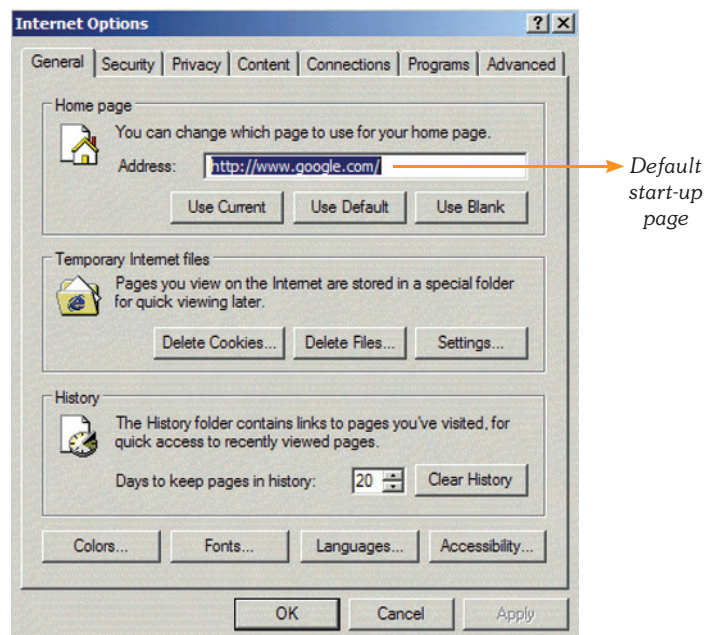 Internet Options
General Security Privacy Content Connections Programs Advanced
Home page
You can change which page to use for your home page.
Address: http://www.google.com/
Default
start-up
page
Use Current Use Default Use Blank
Temporary Internet files
Pages you view on the Internet are stored in a special folder
for quick viewing later.
Delete Cookies... Delete Files... Settings...
History
The History folder contains links to pages you've visited, for
quick access to recently viewed pages.
Days to keep pages in history: 20 Clear History
Colors... Fonts... Languages... Accessibility...
OK Cancel Apply